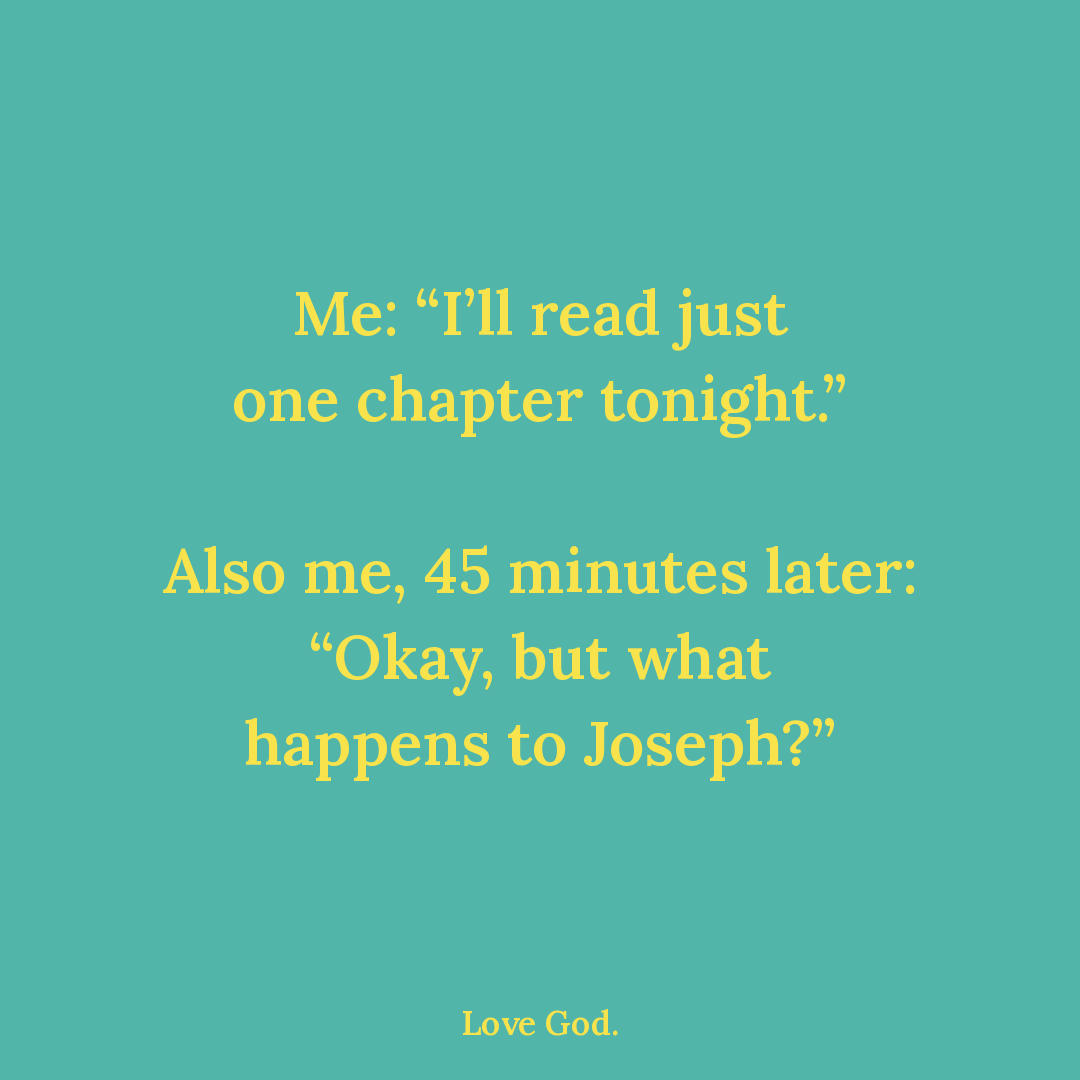 Me: “I’ll read just
one chapter tonight.”
Also me, 45 minutes later:
“Okay, but what
happens to Joseph?”
Love God.